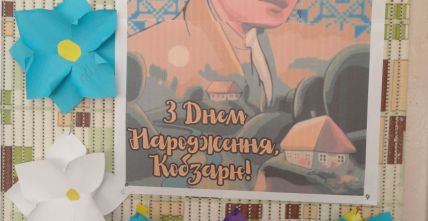 З Днем
Народження,
Кобзарю!